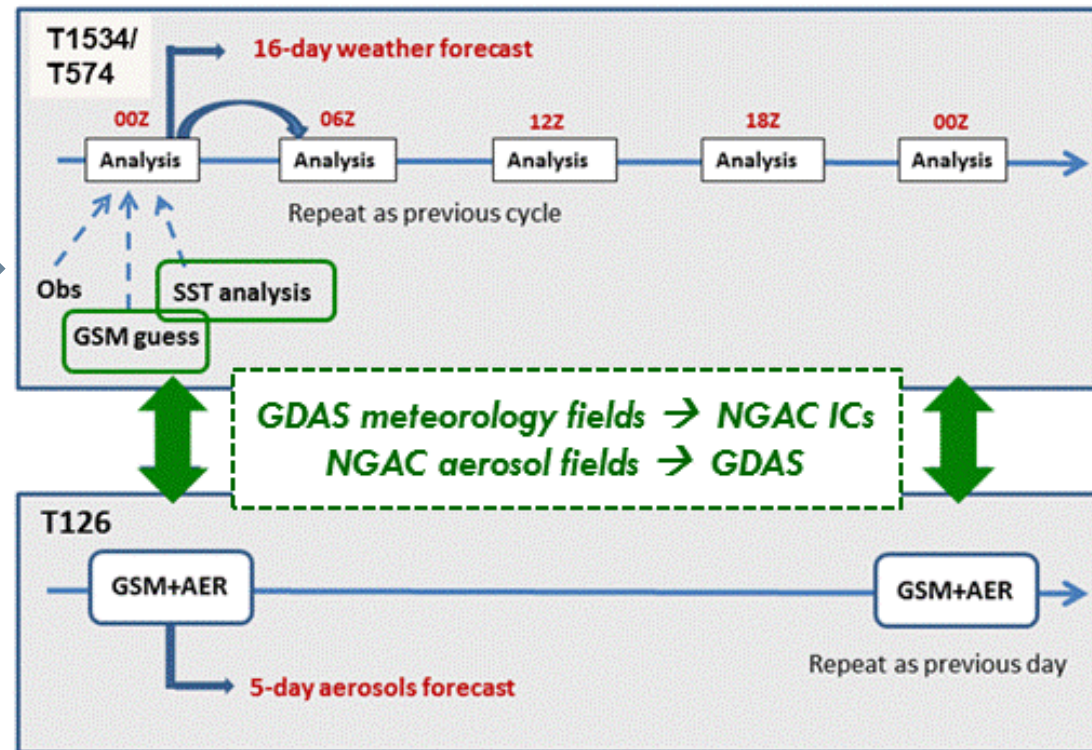 T1534/
T574
16-day weather forecast
00Z
06Z
12Z
18Z
00Z
Analysis
Analysis
Analysis
Analysis
Analysis
Repeat as previous cycle
Obs
SST analysis
GSM guess
GDAS meteorology fields → NGAC ICs
NGAC aerosol fields → GDAS
T126
GSM+AER
GSM+AER
Repeat as previous day
5-day aerosols forecast